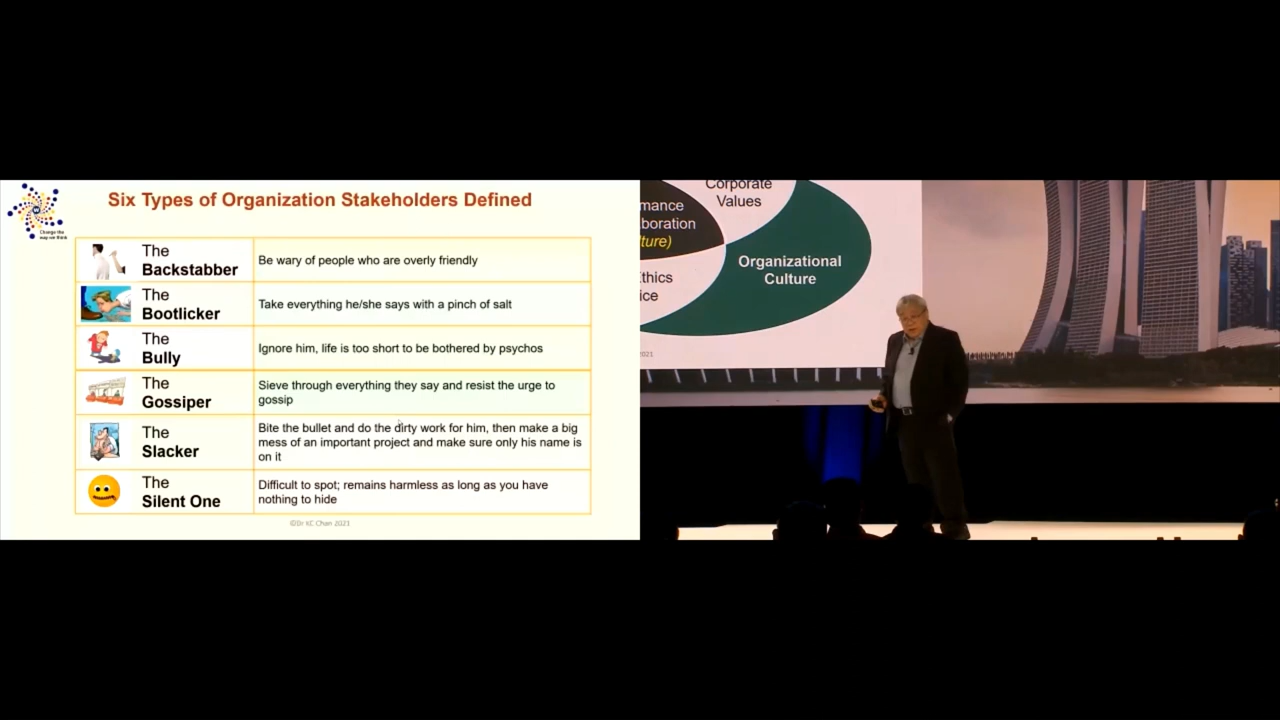 Six Types of Organization Stakeholders Defined
Change the
way we think
The
Backstabber
Be wary of people who are overly friendly
The
Bootlicker
Take everything he/she says with a pinch of salt
The
Bully
Ignore him, life is too short to be bothered by psychos
The
Gossiper
Sieve through everything they say and resist the urge to
gossip
The
Slacker
Bite the bullet and do the dirty work for him, then make a big
mess of an important project and make sure only his name is
on it
The
Silent One
Difficult to spot; remains harmless as long as you have
nothing to hide
©Dr KC Chan 2021
Corporate
Values
mance
boration
ture)
Organizational
Culture
thics
ice
2021